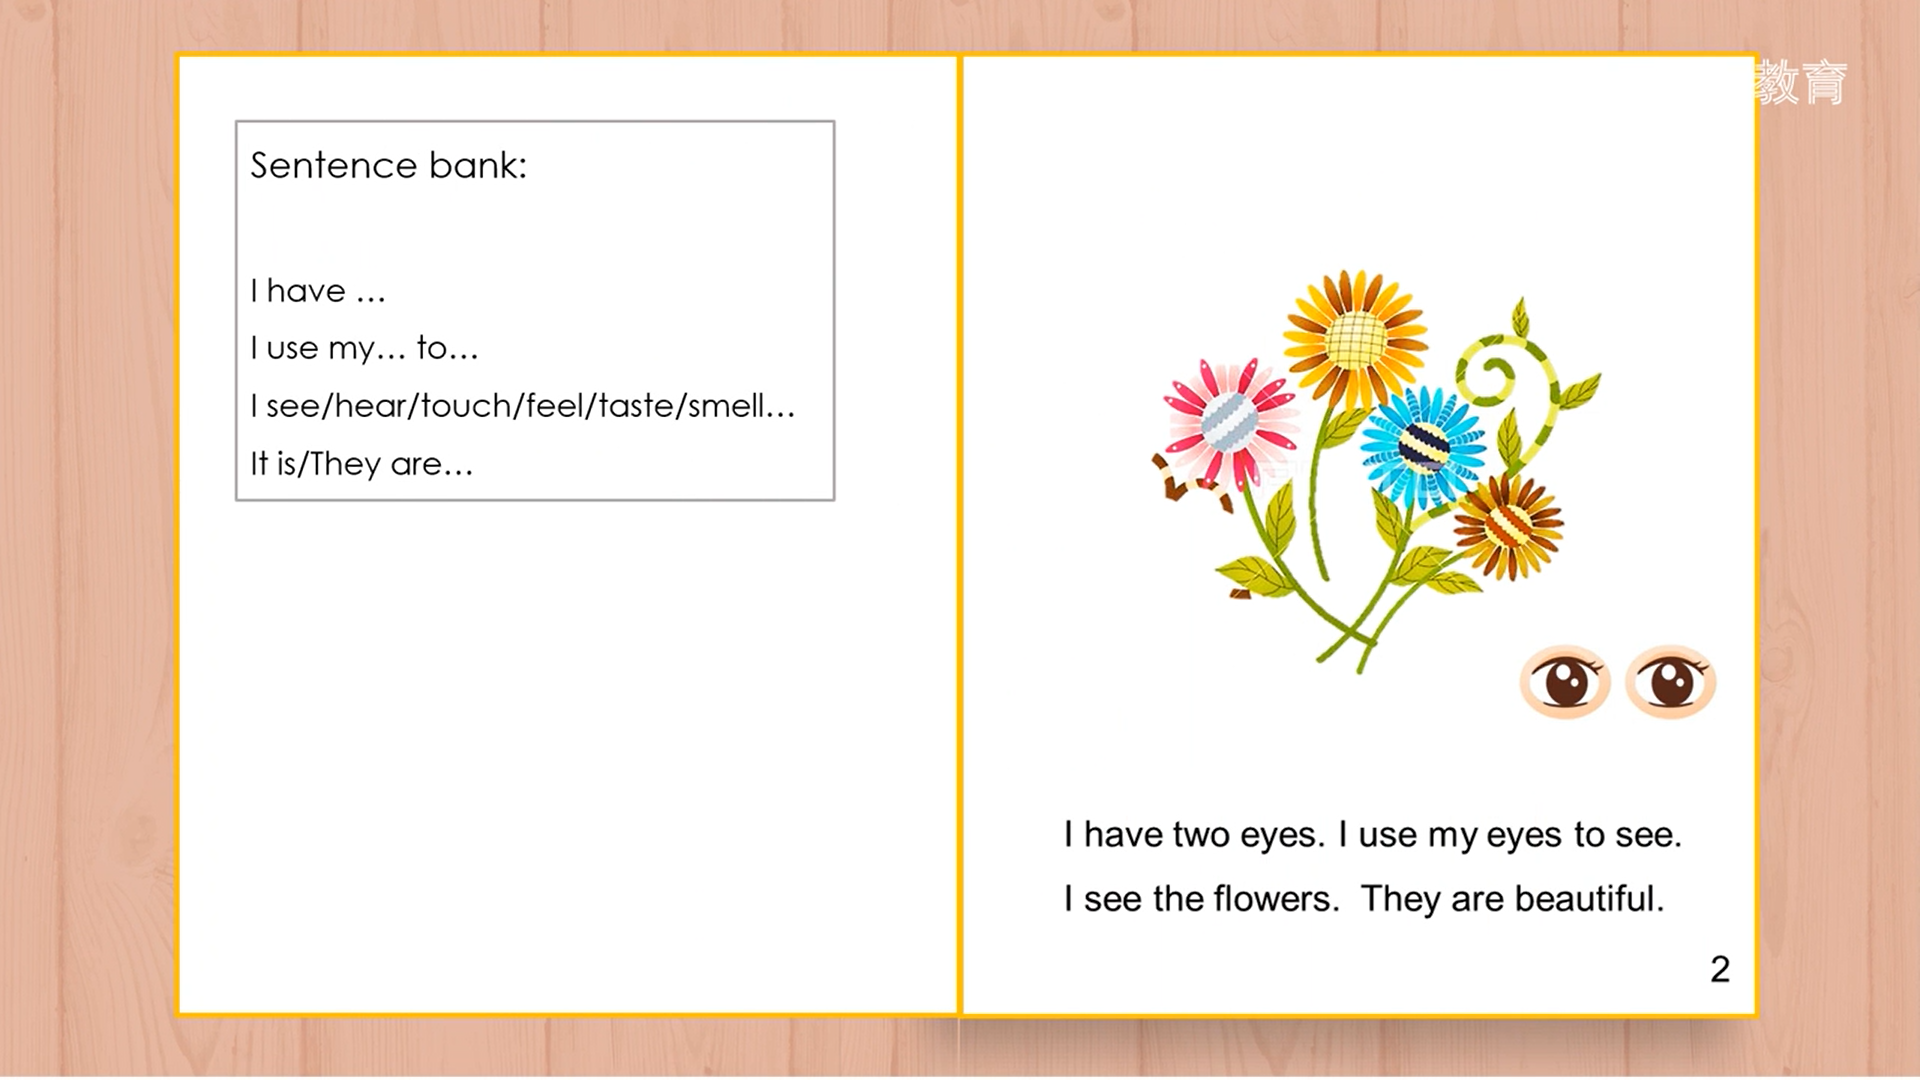 Sentence bank:
I have ...
I use my... to...
I see/hear/touch/feel/taste/smell...
It is/They are...
教育
I have two eyes. I use my eyes to see.
I see the flowers. They are beautiful.
2